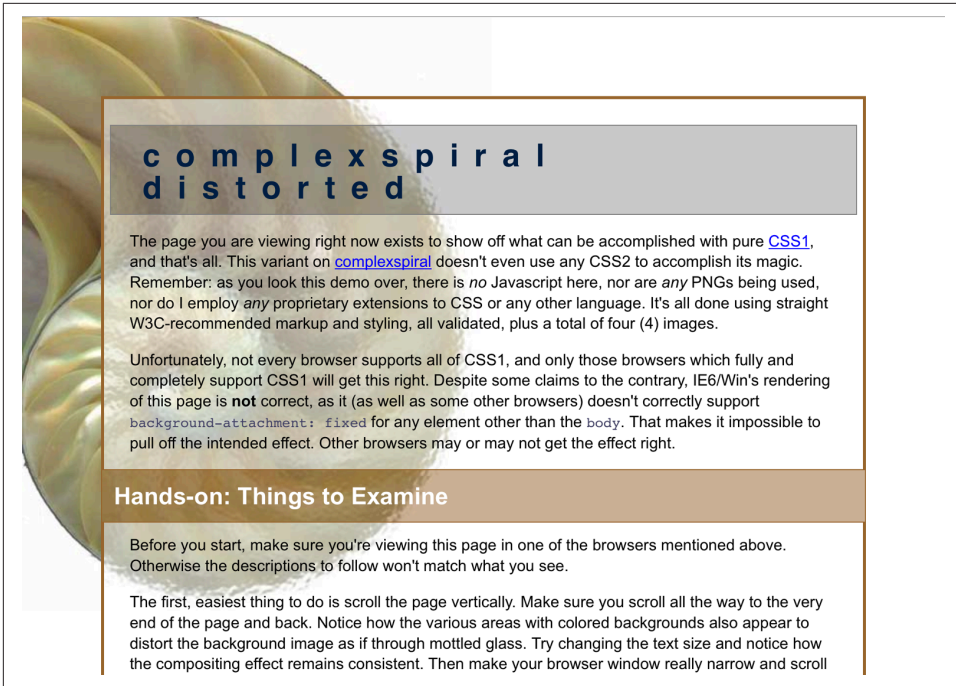 complexspiral
distorted
The page you are viewing right now exists to show off what can be accomplished with pure CSS1,
and that's all. This variant on complexspiral doesn't even use any CSS2 to accomplish its magic.
Remember: as you look this demo over, there is no Javascript here, nor are any PNGs being used,
nor do I employ any proprietary extensions to CSS or any other language. It's all done using straight
W3C-recommended markup and styling, all validated, plus a total of four (4) images.
Unfortunately, not every browser supports all of CSS1, and only those browsers which fully and
completely support CSS1 will get this right. Despite some claims to the contrary, IE6/Win's rendering
of this page is not correct, as it (as well as some other browsers) doesn't correctly support
background-attachment: fixed for any element other than the body. That makes it impossible to
pull off the intended effect. Other browsers may or may not get the effect right.
Hands-on: Things to Examine
Before you start, make sure you're viewing this page in one of the browsers mentioned above.
Otherwise the descriptions to follow won't match what you see.
The first, easiest thing to do is scroll the page vertically. Make sure you scroll all the way to the very
end of the page and back. Notice how the various areas with colored backgrounds also appear to
distort the background image as if through mottled glass. Try changing the text size and notice how
the compositing effect remains consistent. Then make your browser window really narrow and scroll